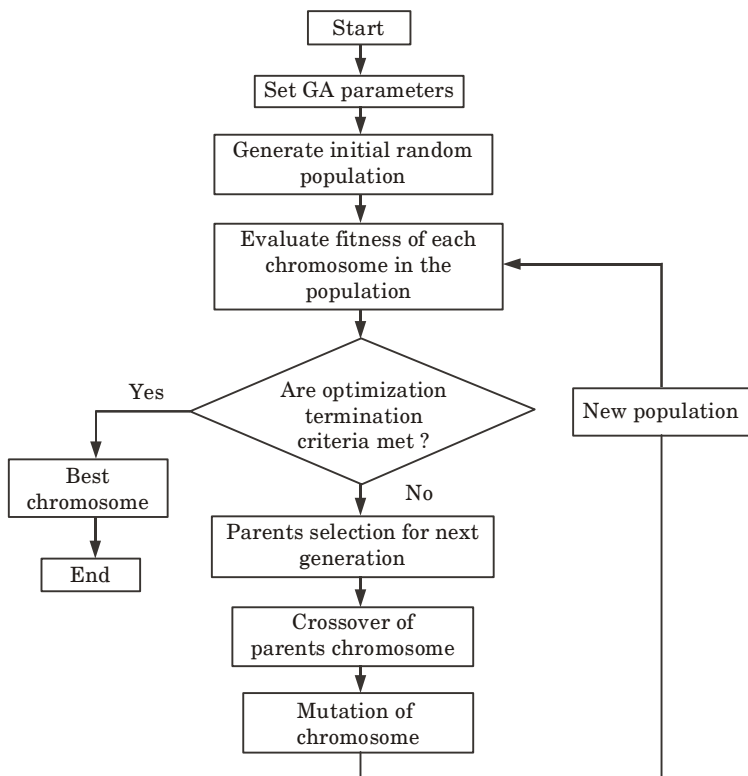 Start
Set GA parameters
Generate initial random
population
Evaluate fitness of each
chromosome in the
population
Are optimization
termination
criteria met ?
Yes
No
Best
chromosome
End
New population
Parents selection for next
generation
Crossover of
parents chromosome
Mutation of
chromosome